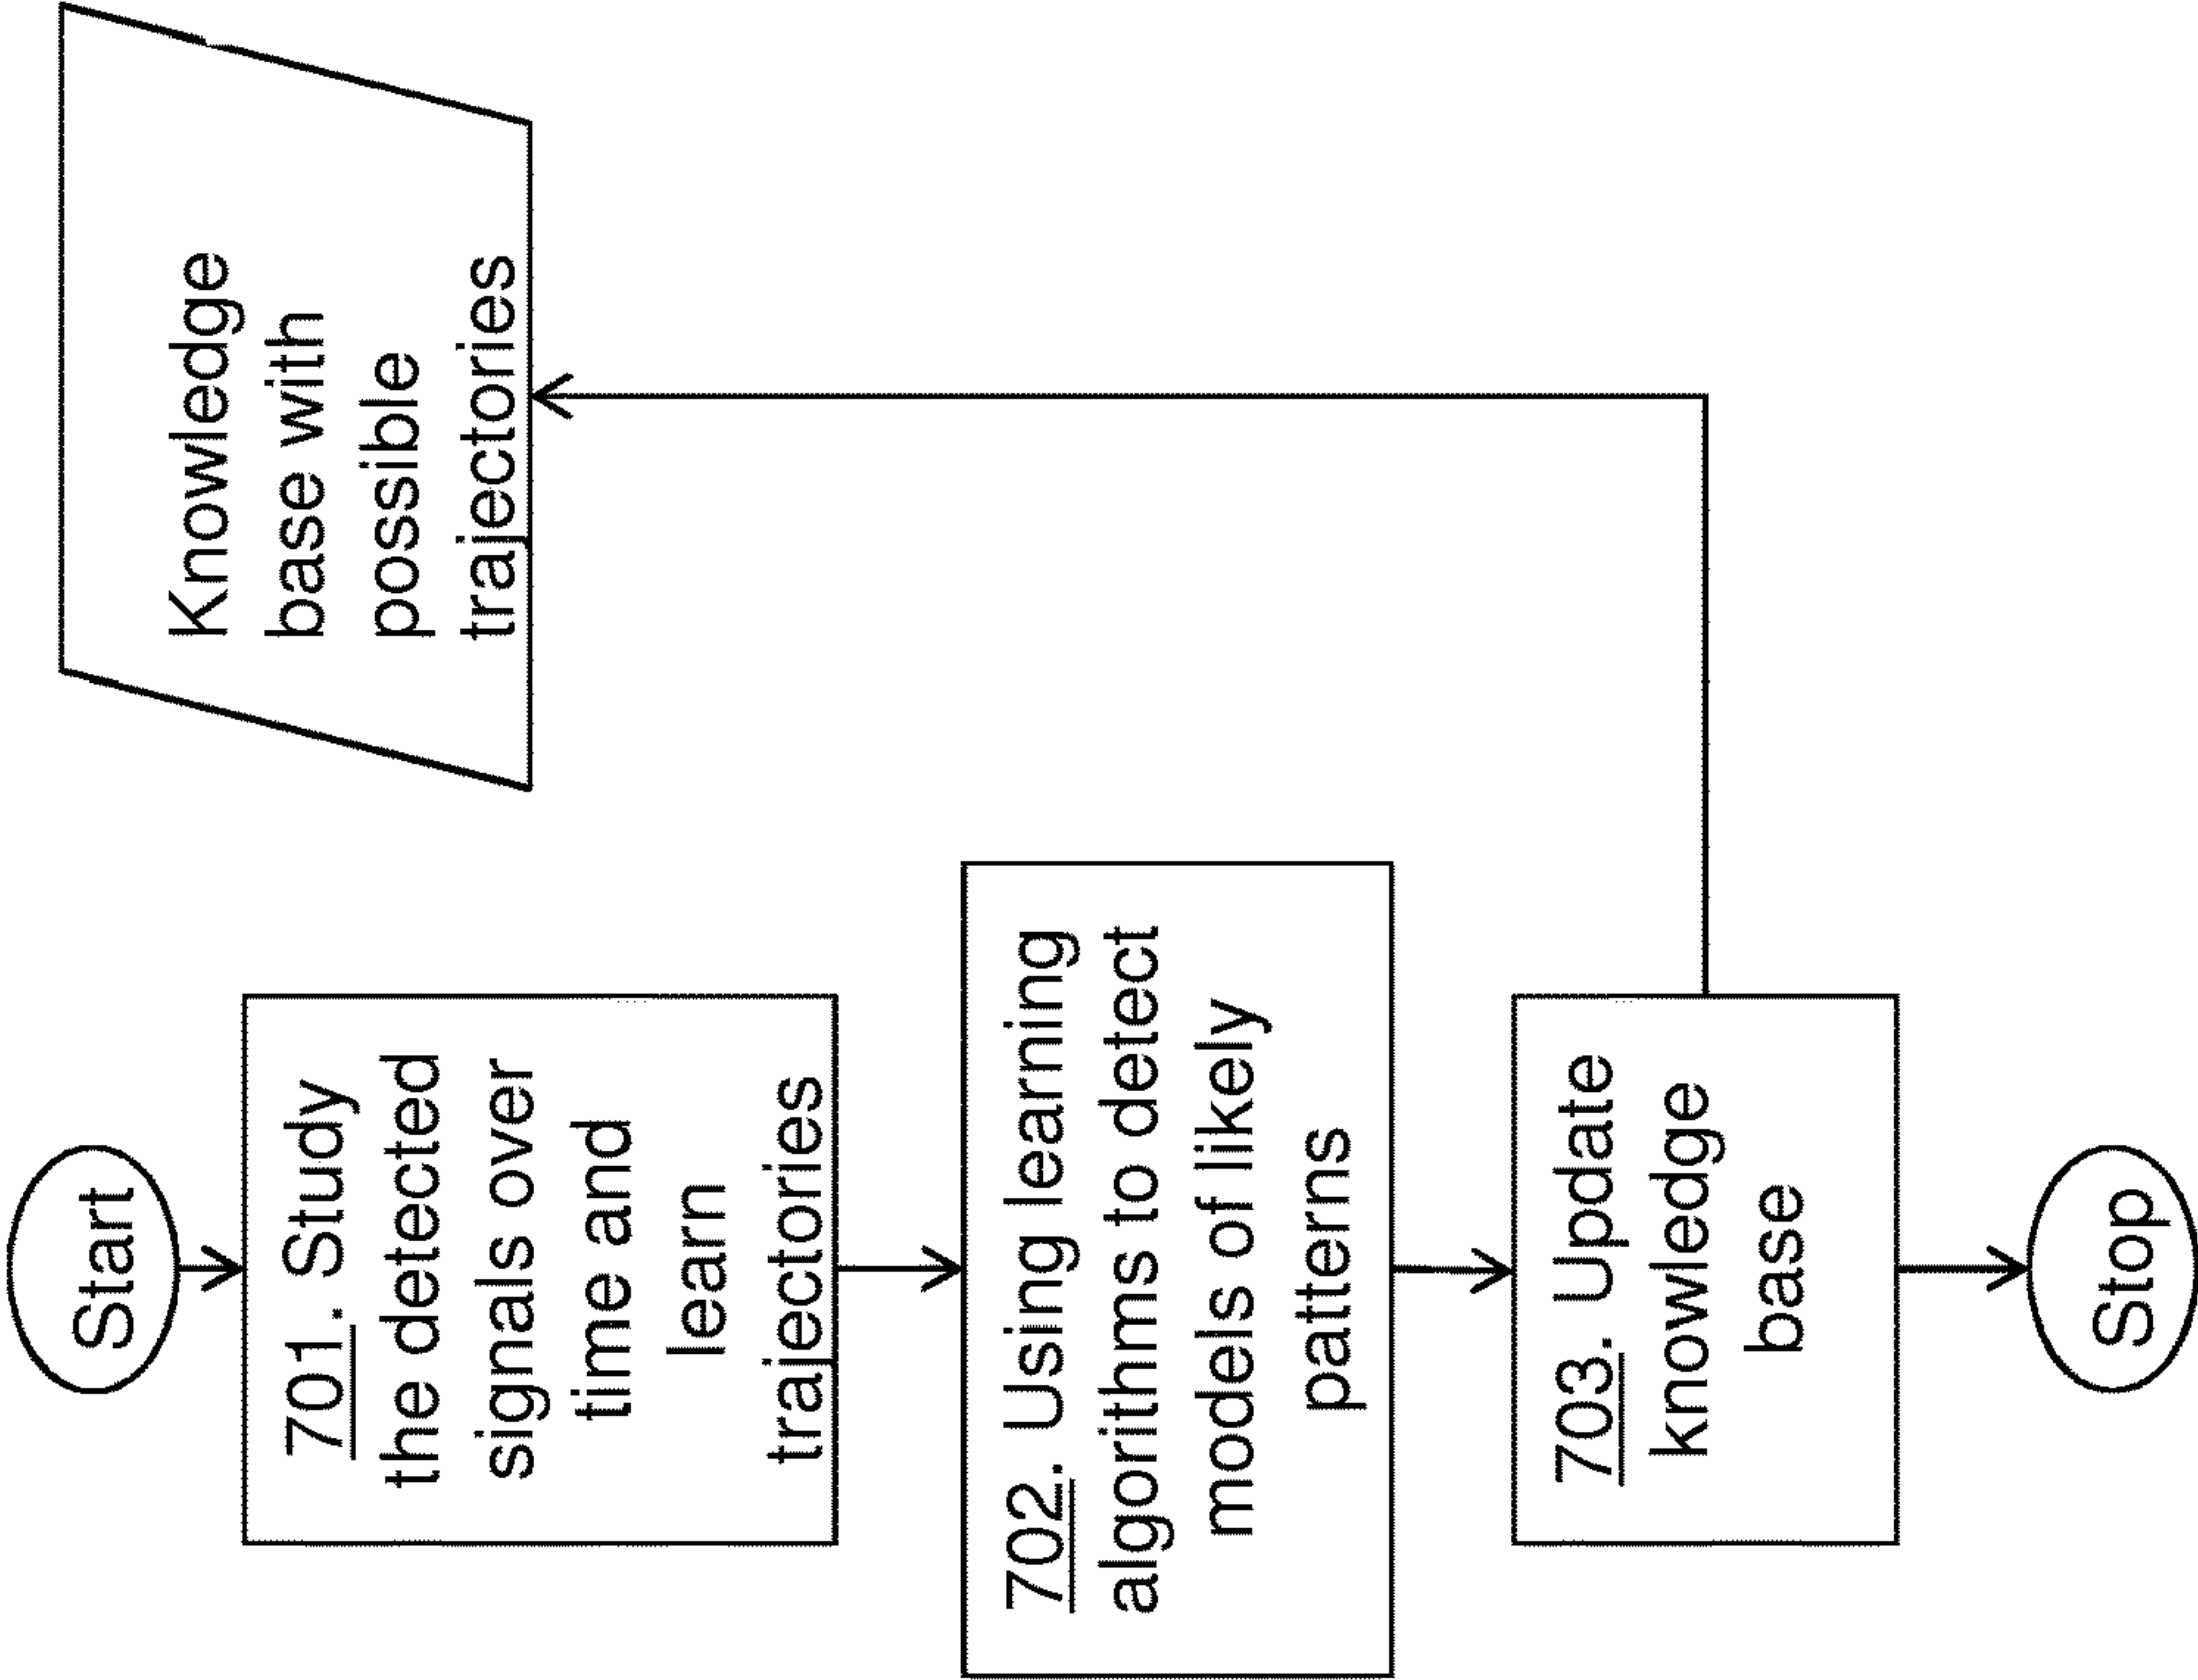 Start
701. Study
the detected
signals over
time and
learn
trajectories
702. Using learning
algorithms to detect
models of likely
patterns
703. Update
knowledge
base
Stop
Knowledge
base with
possible
trajectories